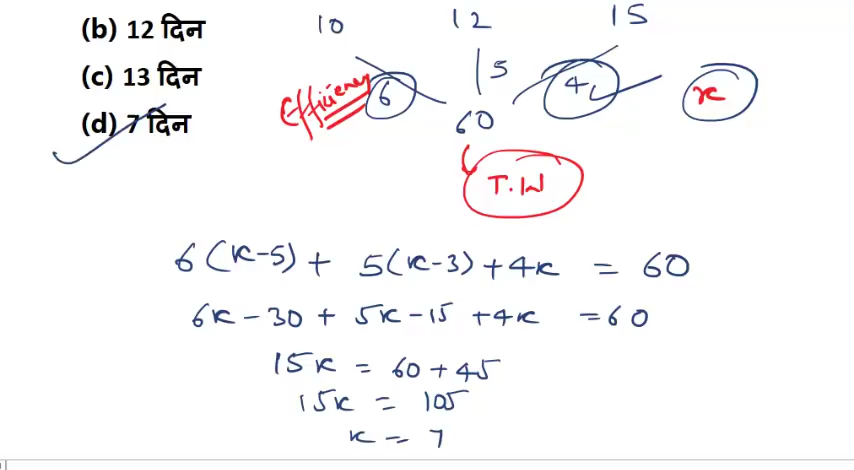 (b) 12 दिन
10 12 15
(c) 13 दिन
Efficiency 6 5 4 x
(d) 7 दिन
60
T.W
6(x-5) + 5(x-3) + 4x = 60
6x - 30 + 5x - 15 + 4x = 60
15x = 60 + 45
15x = 105
x = 7